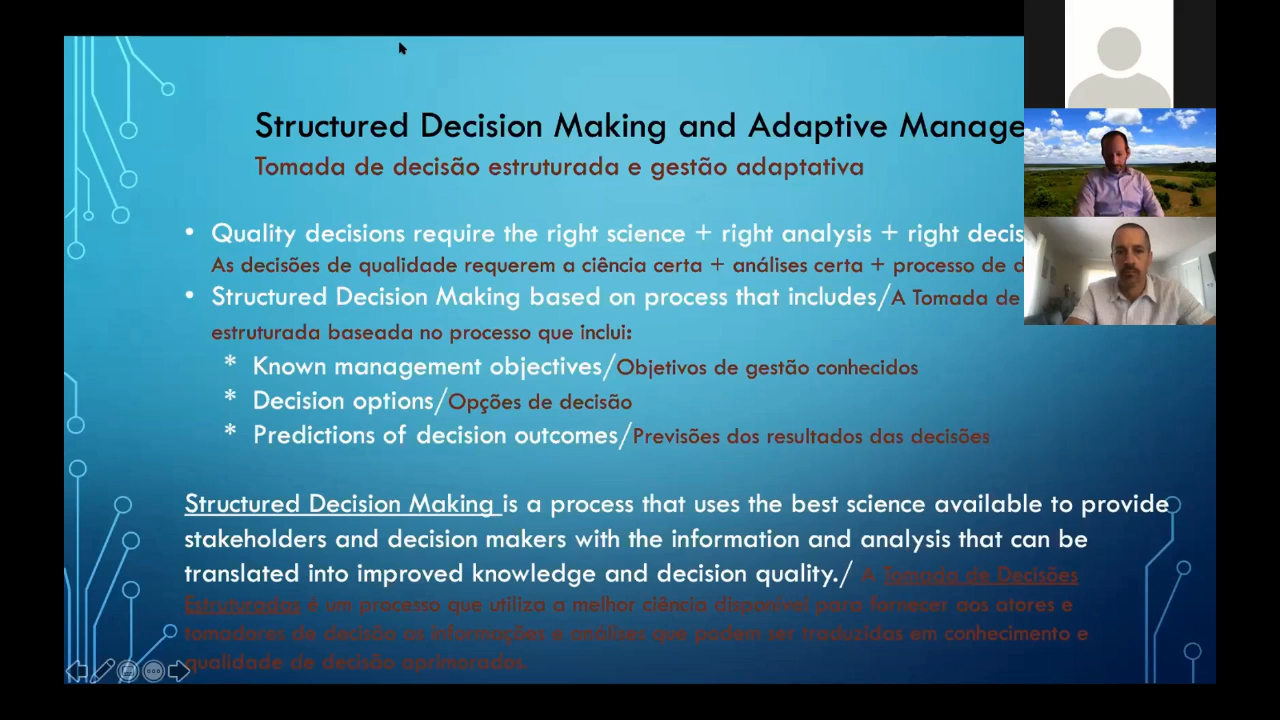 Structured Decision Making and Adaptive Manage
Tomada de decisão estruturada e gestão adaptativa
• Quality decisions require the right science + right analysis + right decis
As decisões de qualidade requerem a ciência certa + análises certa + processo de d
• Structured Decision Making based on process that includes/A Tomada de
estruturada baseada no processo que inclui:
* Known management objectives/Objetivos de gestão conhecidos
* Decision options/Opções de decisão
* Predictions of decision outcomes/Previsões dos resultados das decisões
Structured Decision Making is a process that uses the best science available to provide
stakeholders and decision makers with the information and analysis that can be
translated into improved knowledge and decision quality./ A Tomada de Decisões
Estruturadas é um processo que utiliza a melhor ciência disponível para fornecer aos atores e
tomadores de decisão as informações e análises que podem ser traduzidas em conhecimento e
qualidade de decisão aprimorados.